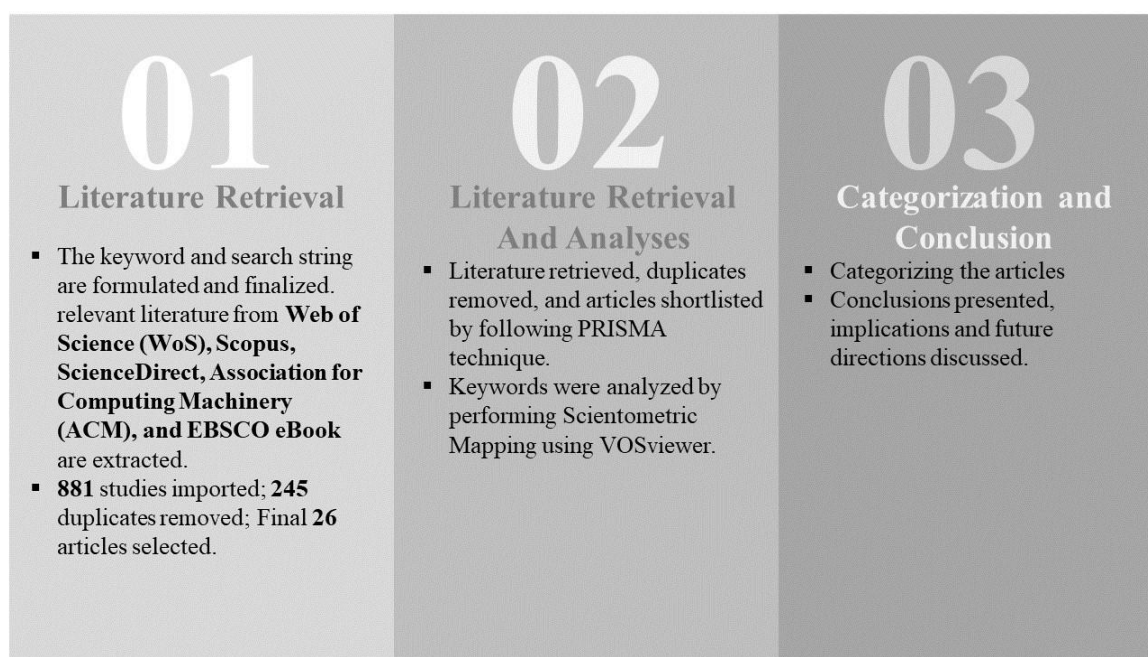 01
Literature Retrieval
▪ The keyword and search string
are formulated and finalized.
relevant literature from Web of
Science (WoS), Scopus,
ScienceDirect, Association for
Computing Machinery
(ACM), and EBSCO eBook
are extracted.
▪ 881 studies imported; 245
duplicates removed; Final 26
articles selected.
02
Literature Retrieval
And Analyses
▪ Literature retrieved, duplicates
removed, and articles shortlisted
by following PRISMA
technique.
▪ Keywords were analyzed by
performing Scientometric
Mapping using VOSviewer.
03
Categorization and
Conclusion
▪ Categorizing the articles
▪ Conclusions presented,
implications and future
directions discussed.